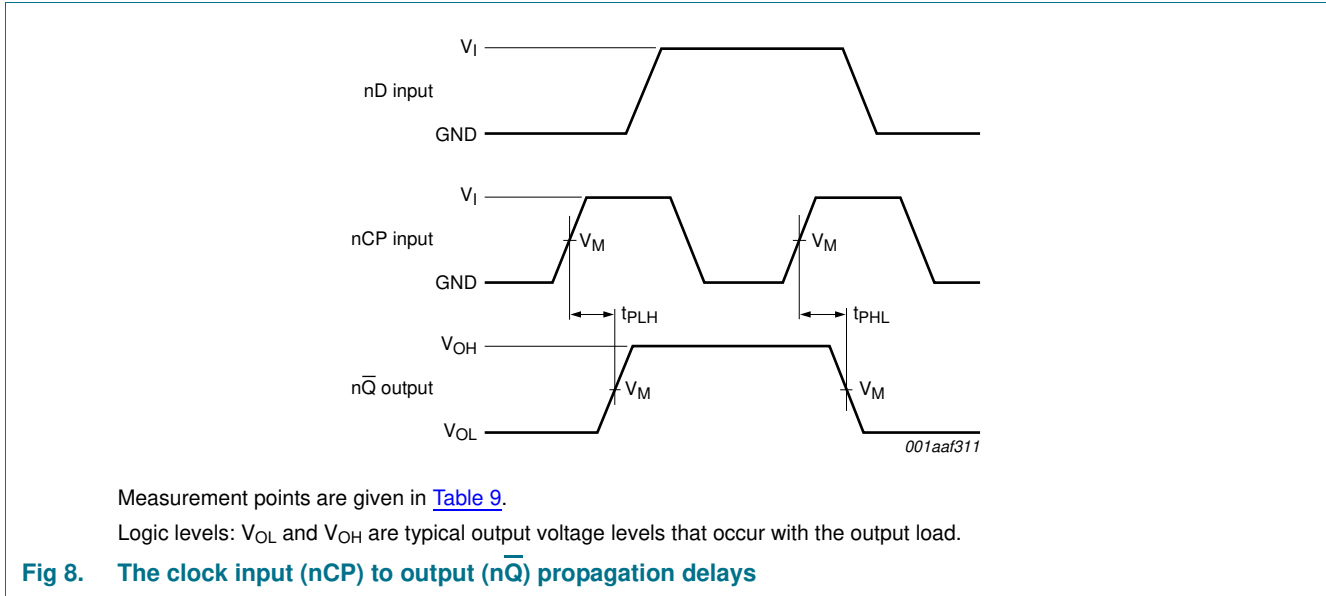 V_I
nD input
GND
V_I
nCP input
V_M
V_M
GND
t_PLH
t_PHL
V_OH
nQ̅ output
V_M
V_M
V_OL
001aaf311
Measurement points are given in Table 9.
Logic levels: V_OL and V_OH are typical output voltage levels that occur with the output load.
Fig 8. The clock input (nCP) to output (nQ̅) propagation delays